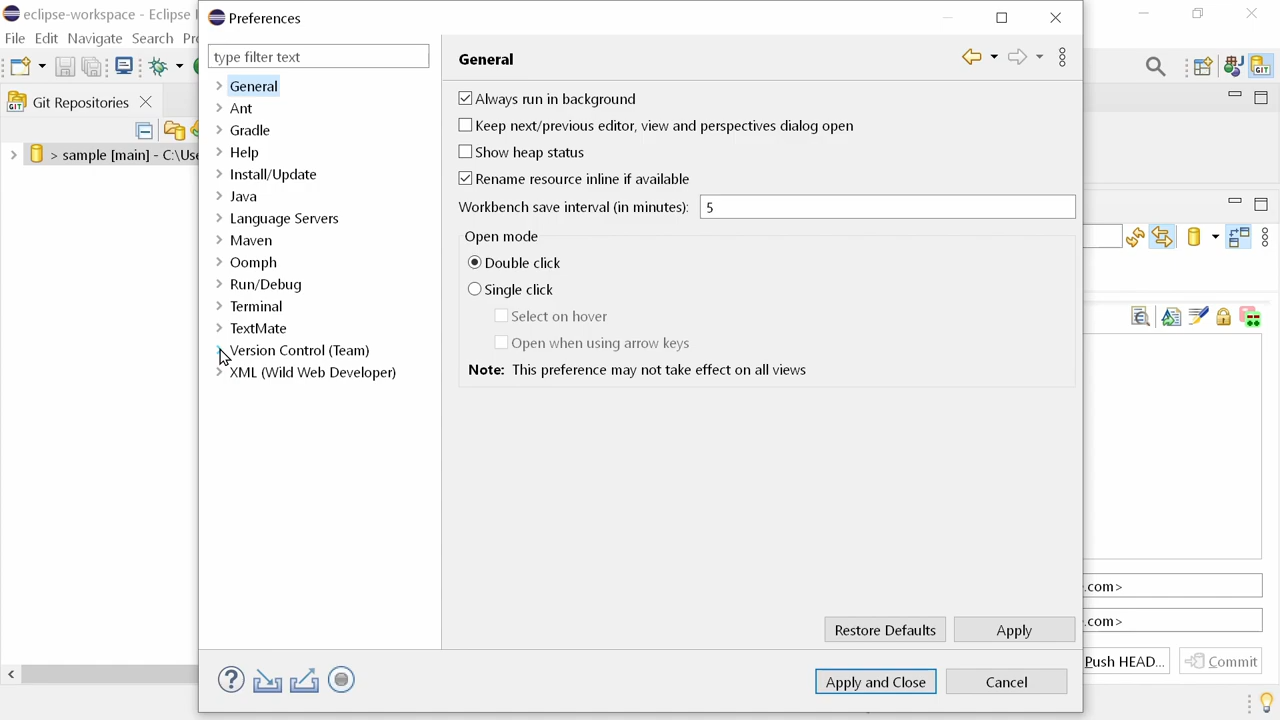 eclipse-workspace - Eclipse
Preferences
File Edit Navigate Search
type filter text
General
Git Repositories
General
Ant
Gradle
Help
Install/Update
Java
Language Servers
Maven
Oomph
Run/Debug
Terminal
TextMate
Version Control (Team)
XML (Wild Web Developer)
> sample [main] - C:\Use
Always run in background
Keep next/previous editor, view and perspectives dialog open
Show heap status
Rename resource inline if available
Workbench save interval (in minutes): 5
Open mode
Double click
Single click
Select on hover
Open when using arrow keys
Note: This preference may not take effect on all views
Restore Defaults Apply
Apply and Close Cancel
GIT
GIT
.com>
.com>
Push HEAD...
Commit